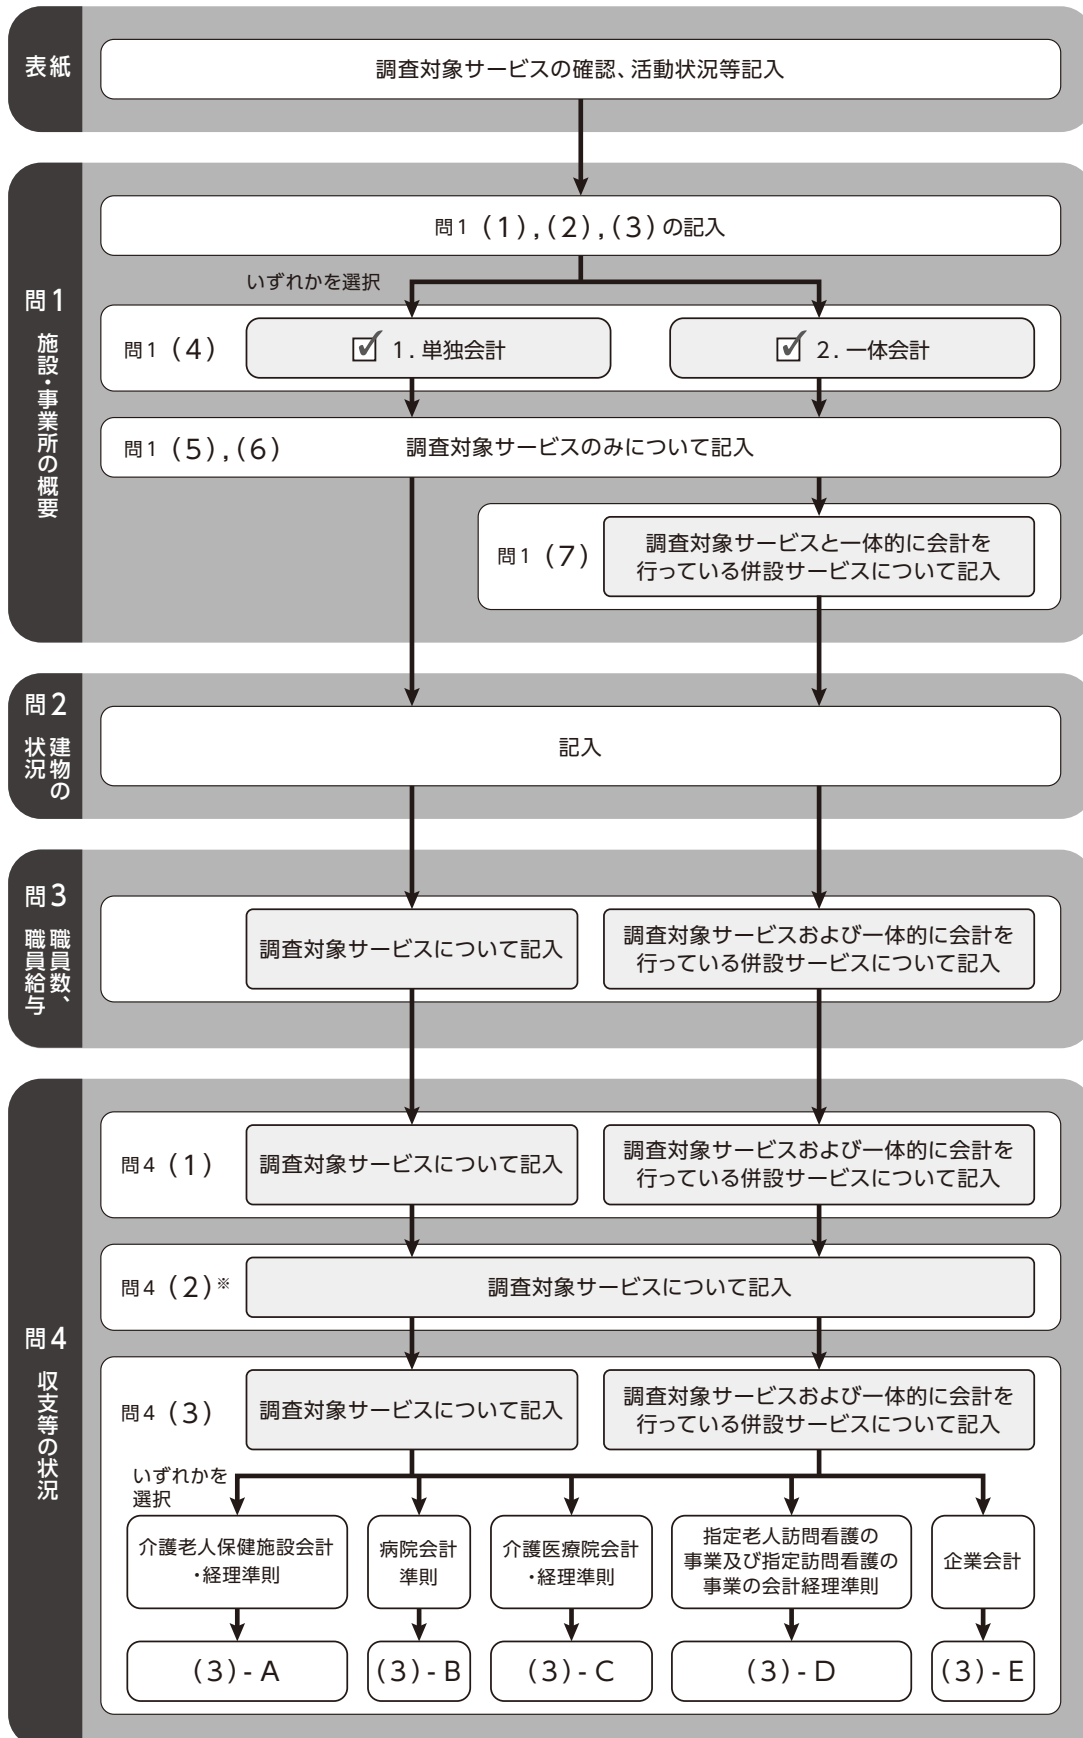 表紙
調査対象サービスの確認、活動状況等記入
問1
施設・事業所の概要
問1 (1),(2),(3)の記入
いずれかを選択
問1 (4)
1.単独会計
2.一体会計
問1 (5),(6)
調査対象サービスのみについて記入
問1 (7)
調査対象サービスと一体的に会計を
行っている併設サービスについて記入
問2
建物の
状況
記入
問3
職員数、
職員給与
調査対象サービスについて記入
調査対象サービスおよび一体的に会計を
行っている併設サービスについて記入
問4
収支等の状況
問4 (1)
調査対象サービスについて記入
調査対象サービスおよび一体的に会計を
行っている併設サービスについて記入
問4 (2)※
調査対象サービスについて記入
問4 (3)
調査対象サービスについて記入
調査対象サービスおよび一体的に会計を
行っている併設サービスについて記入
いずれかを
選択
介護老人保健施設会計
・経理準則
病院会計
準則
介護医療院会計
・経理準則
指定老人訪問看護の
事業及び指定訪問看護の
事業の会計経理準則
企業会計
(3)- A
(3)- B
(3)- C
(3)- D
(3)- E